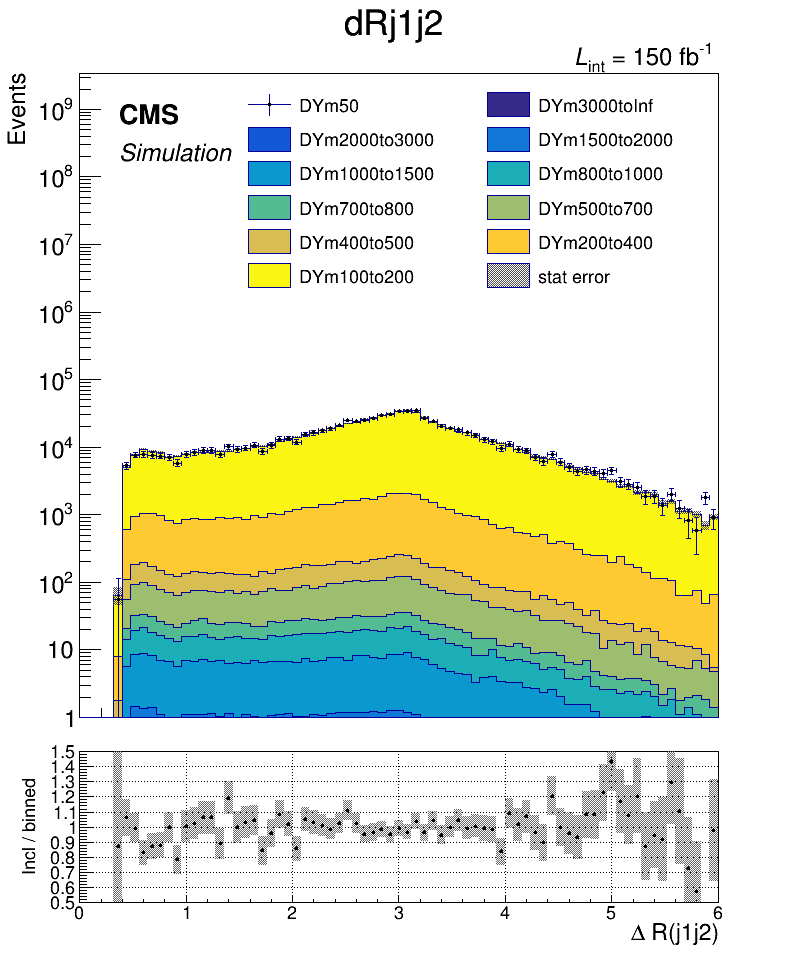 dRj1j2
L_int = 150 fb^-1
Events
CMS
Simulation
DYm50
DYm3000toInf
DYm2000to3000
DYm1500to2000
DYm1000to1500
DYm800to1000
DYm700to800
DYm500to700
DYm400to500
DYm200to400
DYm100to200
stat error
10^9
10^8
10^7
10^6
10^5
10^4
10^3
10^2
10
1
Incl / binned
1.5
1.4
1.3
1.2
1.1
1
0.9
0.8
0.7
0.6
0.5
0 1 2 3 4 5 6
Δ R(j1j2)